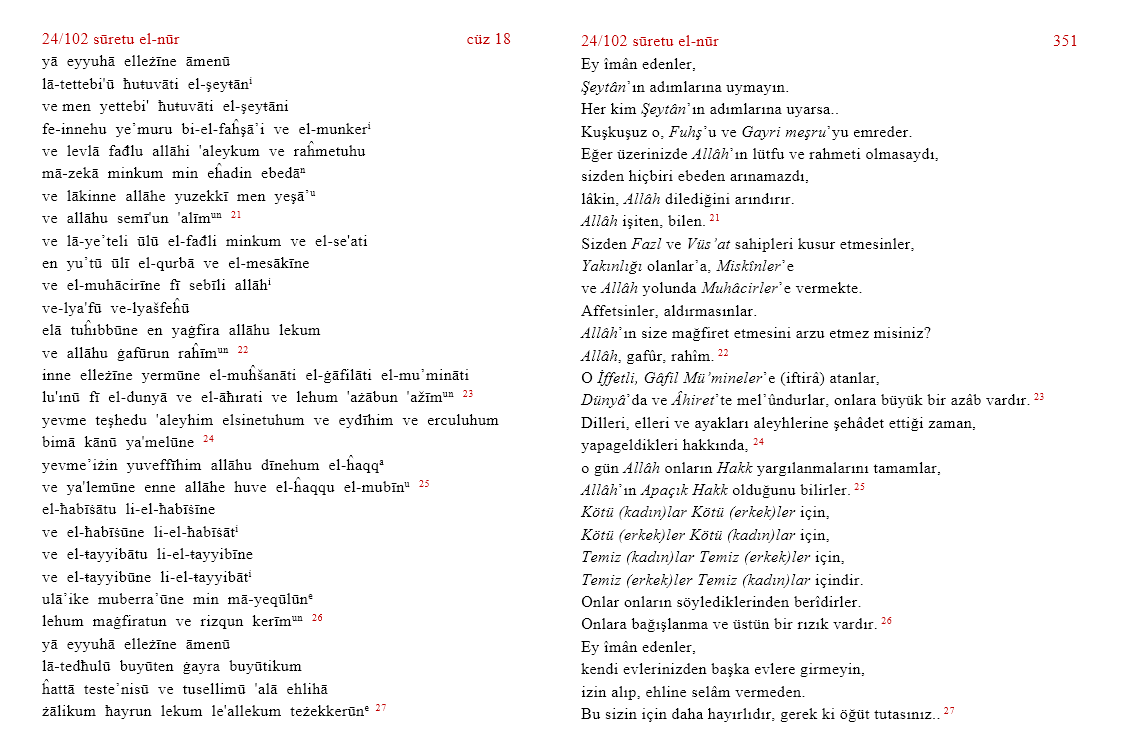 24/102 sūretu el-nūr cüz 18
yā eyyuhā elleżīne āmenū
lā-tettebi'ū ħuŧuvāti el-şeyŧāniⁱ
ve men yettebi' ħuŧuvāti el-şeyŧāni
fe-innehu ye’muru bi-el-faĥşā’i ve el-munkerⁱ
ve levlā fađlu allāhi 'aleykum ve raĥmetuhu
mā-zekā minkum min eĥadin ebedāⁿ
ve lākinne allāhe yuzekkī men yeşā’ᵘ
ve allāhu semī'un 'alīmᵘⁿ 21
ve lā-ye’teli ūlū el-fađli minkum ve el-se'ati
en yu’tū ūlī el-qurbā ve el-mesākīne
ve el-muhācirīne fī sebīli allāhⁱ
ve-lya'fū ve-lyašfeĥū
elā tuĥıbbūne en yaġfira allāhu lekum
ve allāhu ġafūrun raĥīmᵘⁿ 22
inne elleżīne yermūne el-muĥšanāti el-ġāfilāti el-mu’mināti
lu'ınū fī el-dunyā ve el-āħırati ve lehum 'ażābun 'ažīmᵘⁿ 23
yevme teşhedu 'aleyhim elsinetuhum ve eydīhim ve erculuhum
bimā kānū ya'melūne 24
yevme’iżin yuveffīhim allāhu dīnehum el-ĥaqqᵃ
ve ya'lemūne enne allāhe huve el-ĥaqqu el-mubīnᵘ 25
el-ħabīṡātu li-el-ħabīṡīne
ve el-ħabīṡūne li-el-ħabīṡātⁱ
ve el-ŧayyibātu li-el-ŧayyibīne
ve el-ŧayyibūne li-el-ŧayyibātⁱ
ulā’ike muberra’ūne min mā-yeqūlūnᵉ
lehum maġfiratun ve rizqun kerīmᵘⁿ 26
yā eyyuhā elleżīne āmenū
lā-tedħulū buyūten ġayra buyūtikum
ĥattā teste’nisū ve tusellimū 'alā ehlihā
żālikum ħayrun lekum le'allekum teżekkerūnᵉ 27
24/102 sūretu el-nūr 351
Ey îmân edenler,
Şeytân’ın adımlarına uymayın.
Her kim Şeytân’ın adımlarına uyarsa..
Kuşkuşuz o, Fuhş’u ve Gayri meşru’yu emreder.
Eğer üzerinizde Allâh’ın lütfu ve rahmeti olmasaydı,
sizden hiçbiri ebeden arınamazdı,
lâkin, Allâh dilediğini arındırır.
Allâh işiten, bilen. 21
Sizden Fazl ve Vüs’at sahipleri kusur etmesinler,
Yakınlığı olanlar’a, Miskînler’e
ve Allâh yolunda Muhâcirler’e vermekte.
Affetsinler, aldırmasınlar.
Allâh’ın size mağfiret etmesini arzu etmez misiniz?
Allâh, gafûr, rahîm. 22
O İffetli, Gâfil Mü’mineler’e (iftirâ) atanlar,
Dünyâ’da ve Âhiret’te mel’ûndurlar, onlara büyük bir azâb vardır. 23
Dilleri, elleri ve ayakları aleyhlerine şehâdet ettiği zaman,
yapageldikleri hakkında, 24
o gün Allâh onların Hakk yargılanmalarını tamamlar,
Allâh’ın Apaçık Hakk olduğunu bilirler. 25
Kötü (kadın)lar Kötü (erkek)ler için,
Kötü (erkek)ler Kötü (kadın)lar için,
Temiz (kadın)lar Temiz (erkek)ler için,
Temiz (erkek)ler Temiz (kadın)lar içindir.
Onlar onların söylediklerinden berîdirler.
Onlara bağışlanma ve üstün bir rızık vardır. 26
Ey îmân edenler,
kendi evlerinizden başka evlere girmeyin,
izin alıp, ehline selâm vermeden.
Bu sizin için daha hayırlıdır, gerek ki öğüt tutasınız.. 27